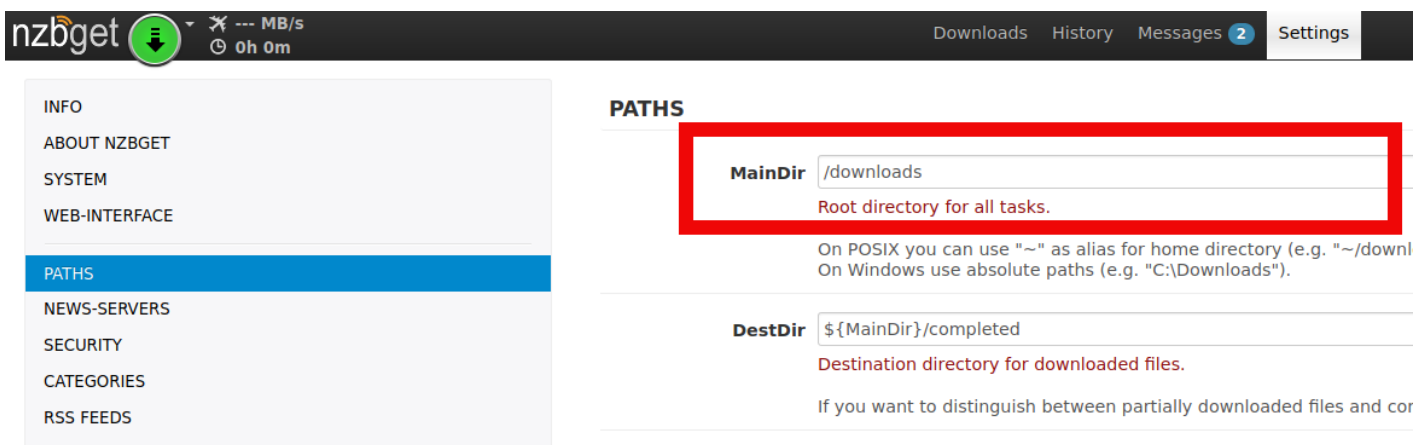 nzbget --- MB/s
0h 0m
Downloads History Messages 2 Settings
INFO
ABOUT NZBGET
SYSTEM
WEB-INTERFACE
PATHS
NEWS-SERVERS
SECURITY
CATEGORIES
RSS FEEDS
PATHS
MainDir /downloads
Root directory for all tasks.
On POSIX you can use "~" as alias for home directory (e.g. "~/downl
On Windows use absolute paths (e.g. "C:\Downloads").
DestDir ${MainDir}/completed
Destination directory for downloaded files.
If you want to distinguish between partially downloaded files and cor